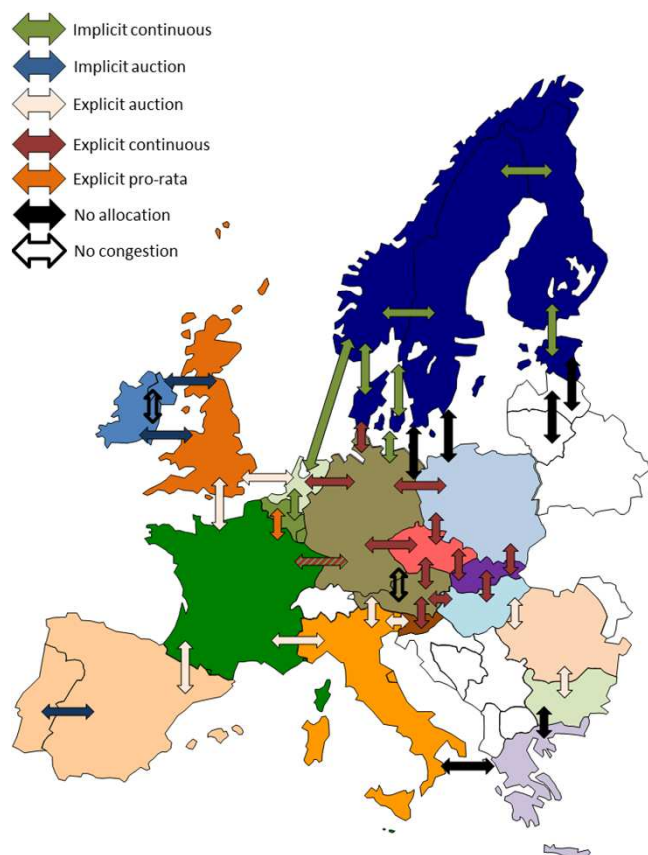 Implicit continuous
Implicit auction
Explicit auction
Explicit continuous
Explicit pro-rata
No allocation
No congestion